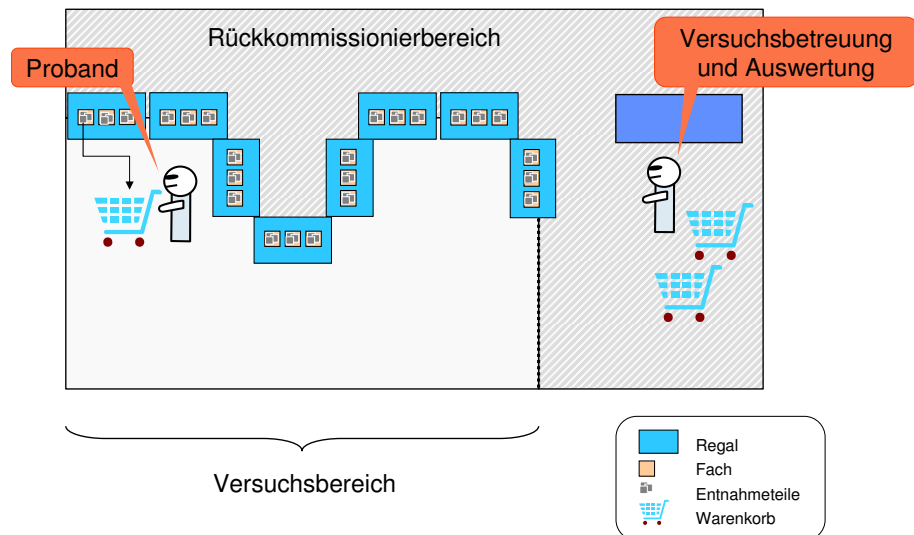 Rückkommissionierbereich
Proband
Versuchsbetreuung
und Auswertung
Versuchsbereich
Regal
Fach
Entnahmeteile
Warenkorb